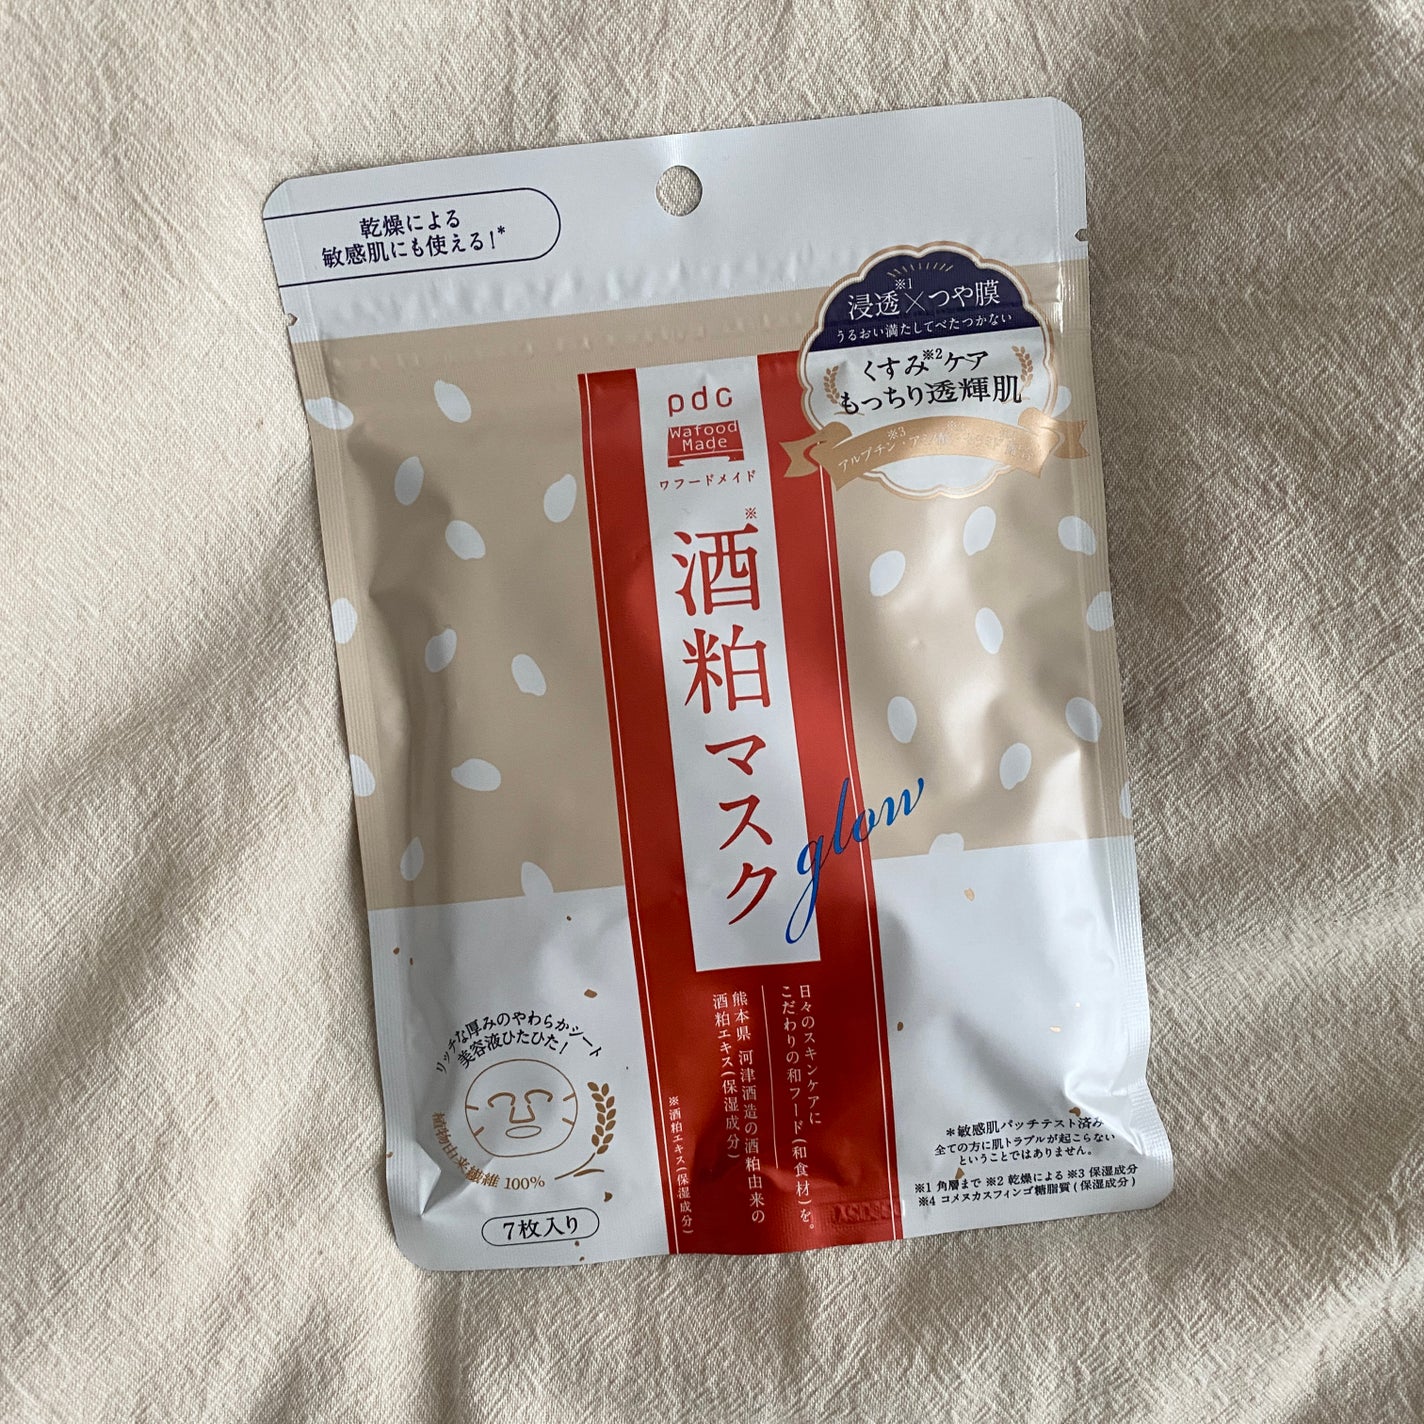 乾燥による
敏感肌にも使える!*
浸透※1×つや膜
うるおい満たしてべたつかない
くすみ※2ケア
もっちり透輝肌
アルブチン※3・
pdc
Wafood
Made
ワフードメイド
酒粕※マスク
glow
日々のスキンケアに
こだわりの和フード(和食材)を。
熊本県 河津酒造の酒粕由来の
酒粕エキス(保湿成分)
※酒粕エキス(保湿成分)
リッチな厚みのやわらかシート
美容液ひたひた!
植物由来繊維 100%
7枚入り
*敏感肌パッチテスト済み
全ての方に肌トラブルが起こらない
ということではありません。
※1 角層まで ※2 乾燥による ※3 保湿成分
※4 コメヌカスフィンゴ糖脂質(保湿成分)